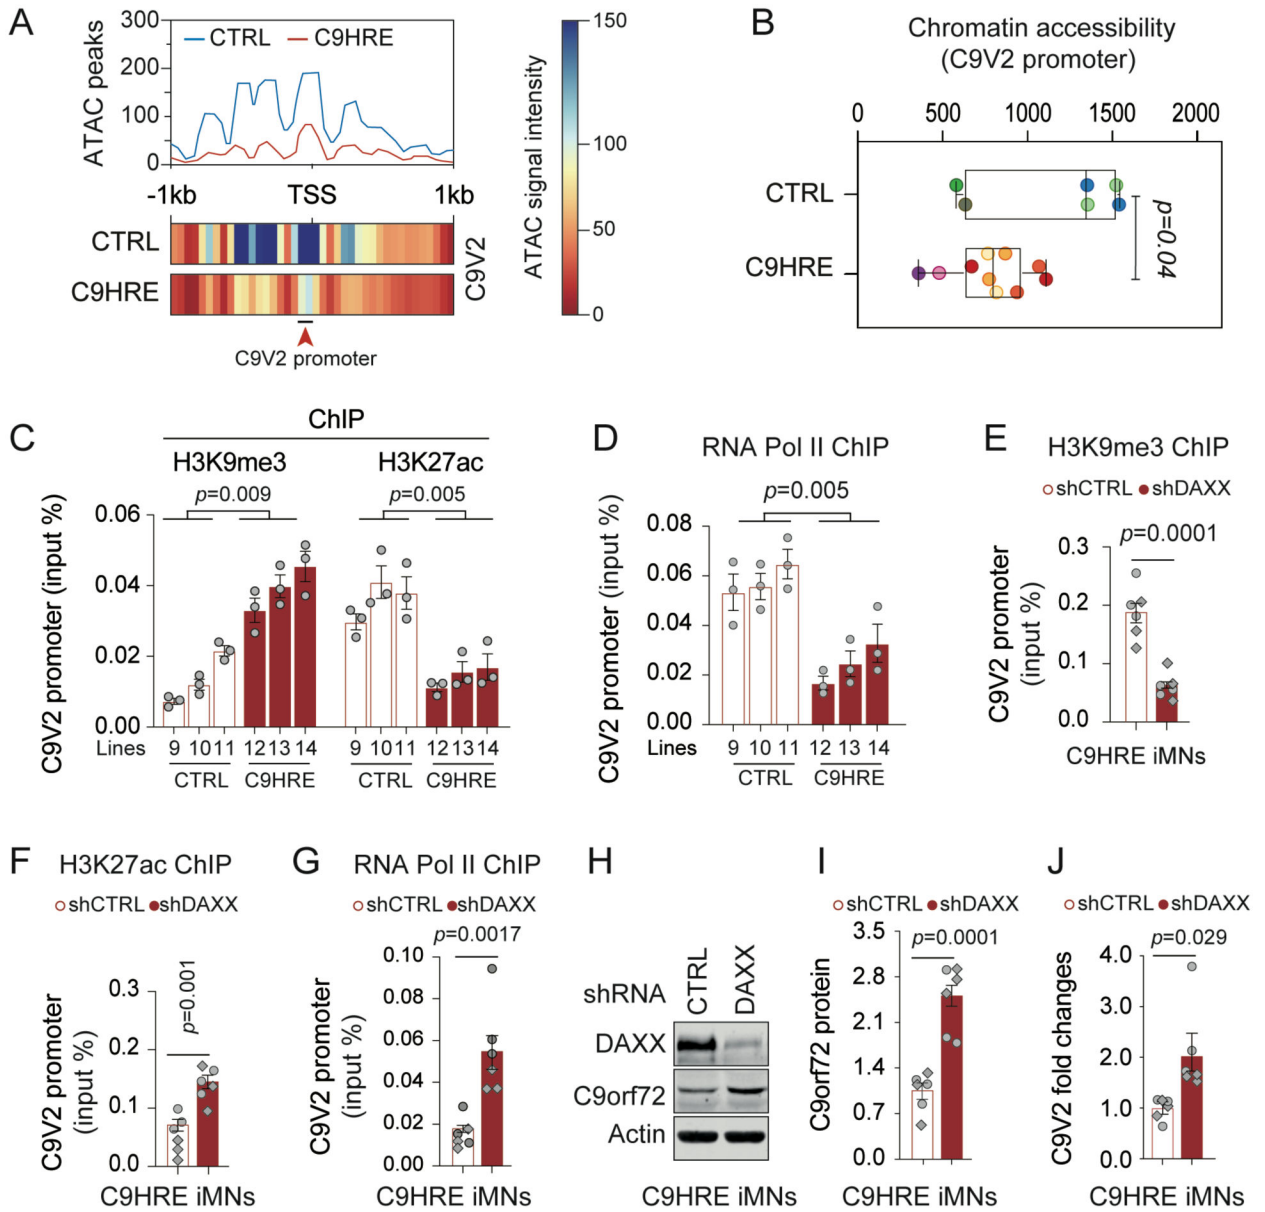 A
300
200
100
0
ATAC peaks
CTRL C9HRE
-1kb TSS 1kb
CTRL
C9HRE
C9V2
C9V2 promoter
ATAC signal intensity
150
100
50
0
B
Chromatin accessibility
(C9V2 promoter)
0 500 1000 1500 2000
CTRL
C9HRE
p=0.04
C
ChIP
H3K9me3 H3K27ac
p=0.009 p=0.005
C9V2 promoter (input %)
0.06
0.04
0.02
0.00
Lines 9 10 11 12 13 14 9 10 11 12 13 14
CTRL C9HRE CTRL C9HRE
D
RNA Pol II ChIP
p=0.005
C9V2 promoter (input %)
0.08
0.06
0.04
0.02
0.00
Lines 9 10 11 12 13 14
CTRL C9HRE
E
H3K9me3 ChIP
shCTRL shDAXX
p=0.0001
C9V2 promoter
(input %)
0.3
0.2
0.1
0.0
C9HRE iMNs
F
H3K27ac ChIP
shCTRL shDAXX
p=0.001
C9V2 promoter
(input %)
0.3
0.2
0.1
0.0
C9HRE iMNs
G
RNA Pol II ChIP
shCTRL shDAXX
p=0.0017
C9V2 promoter
(input %)
0.10
0.08
0.06
0.04
0.02
0.00
C9HRE iMNs
H
shRNA CTRL DAXX
DAXX
C9orf72
Actin
C9HRE iMNs
I
shCTRL shDAXX
p=0.0001
C9orf72 protein
3.5
2.8
2.1
1.4
0.7
0.0
C9HRE iMNs
J
shCTRL shDAXX
p=0.029
C9V2 fold changes
4.0
3.0
2.0
1.0
0.0
C9HRE iMNs